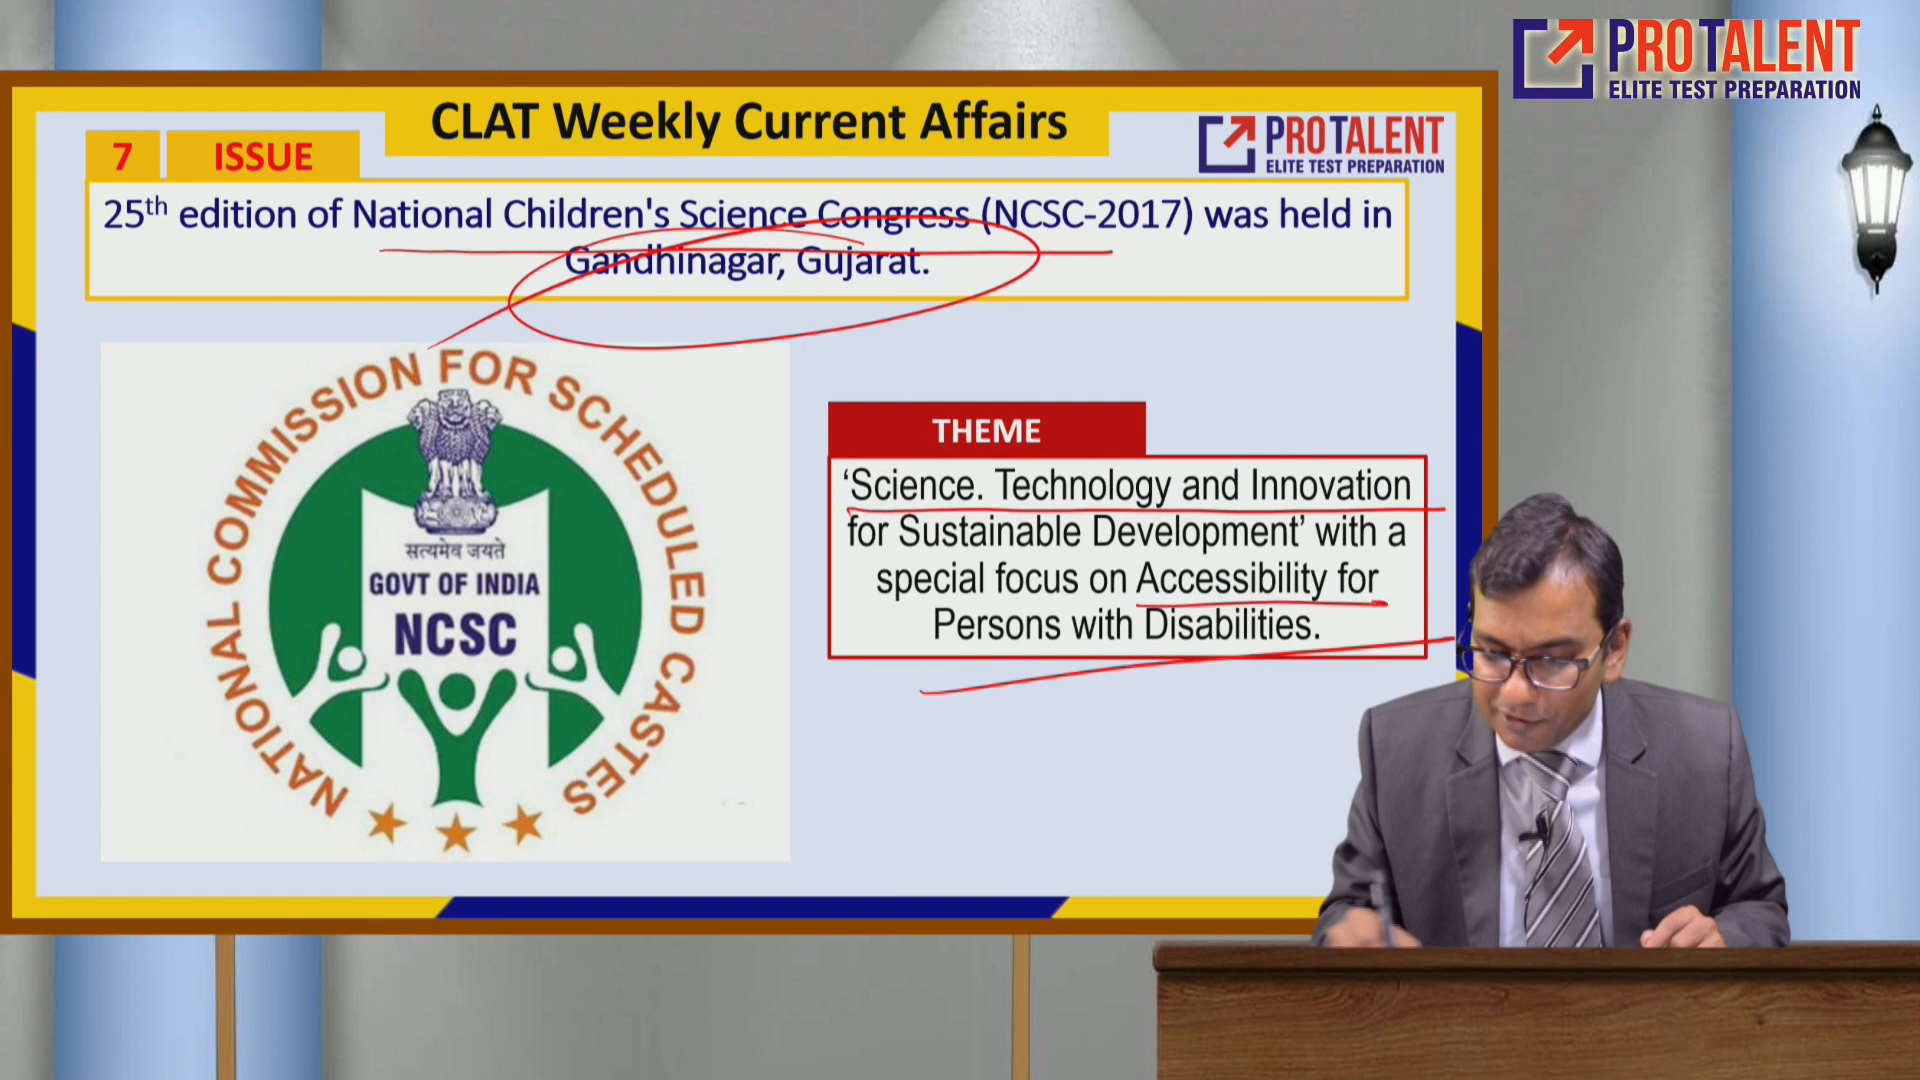 PROTALENT
ELITE TEST PREPARATION
CLAT Weekly Current Affairs
7 ISSUE
PROTALENT
ELITE TEST PREPARATION
25th edition of National Children's Science Congress (NCSC-2017) was held in
Gandhinagar, Gujarat.
NATIONAL COMMISSION FOR SCHEDULED CASTES
सत्यमेव जयते
GOVT OF INDIA
NCSC
THEME
‘Science. Technology and Innovation
for Sustainable Development’ with a
special focus on Accessibility for
Persons with Disabilities.